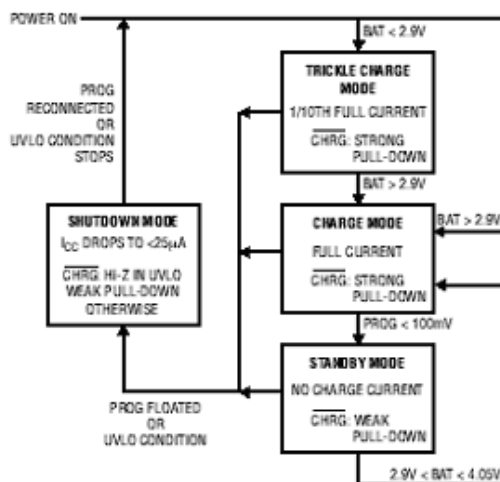 POWER ON
BAT < 2.9V
TRICKLE CHARGE
MODE
1/10TH FULL CURRENT
CHRG: STRONG
PULL-DOWN
PROG
RECONNECTED
OR
UVLO CONDITION
STOPS
BAT > 2.9V
SHUTDOWN MODE
ICC DROPS TO <25µA
CHRG: HI-Z IN UVLO
WEAK PULL-DOWN
OTHERWISE
CHARGE MODE
FULL CURRENT
CHRG: STRONG
PULL-DOWN
BAT > 2.9V
PROG < 100mV
STANDBY MODE
NO CHARGE CURRENT
CHRG: WEAK
PULL-DOWN
PROG FLOATED
OR
UVLO CONDITION
2.9V < BAT < 4.05V